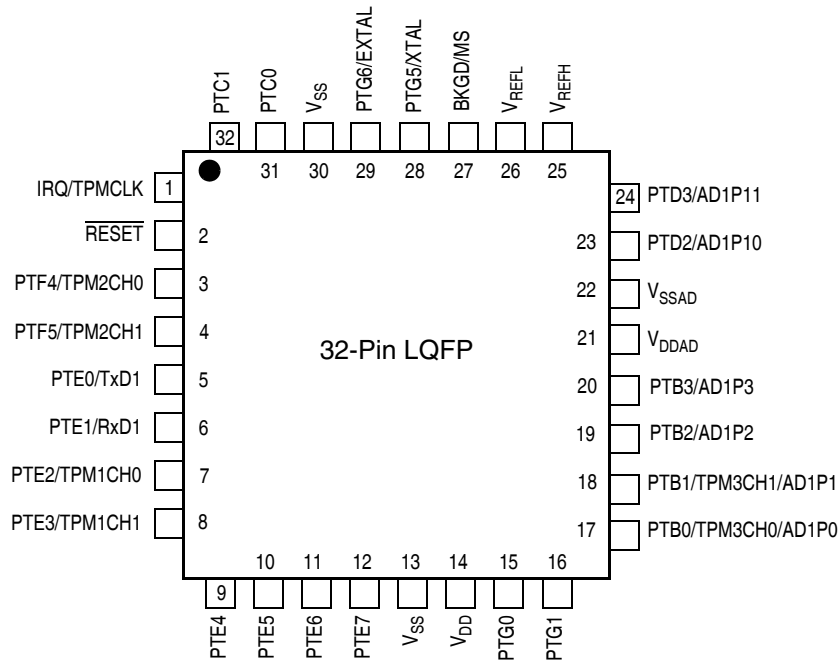 PTC1
PTC0
VSS
PTG6/EXTAL
PTG5/XTAL
BKGD/MS
VREFL
VREFH
32
31
30
29
28
27
26
25
IRQ/TPMCLK 1
RESET 2
PTF4/TPM2CH0 3
PTF5/TPM2CH1 4
PTE0/TxD1 5
PTE1/RxD1 6
PTE2/TPM1CH0 7
PTE3/TPM1CH1 8
32-Pin LQFP
24 PTD3/AD1P11
23 PTD2/AD1P10
22 VSSAD
21 VDDAD
20 PTB3/AD1P3
19 PTB2/AD1P2
18 PTB1/TPM3CH1/AD1P1
17 PTB0/TPM3CH0/AD1P0
9
10
11
12
13
14
15
16
PTE4
PTE5
PTE6
PTE7
VSS
VDD
PTG0
PTG1